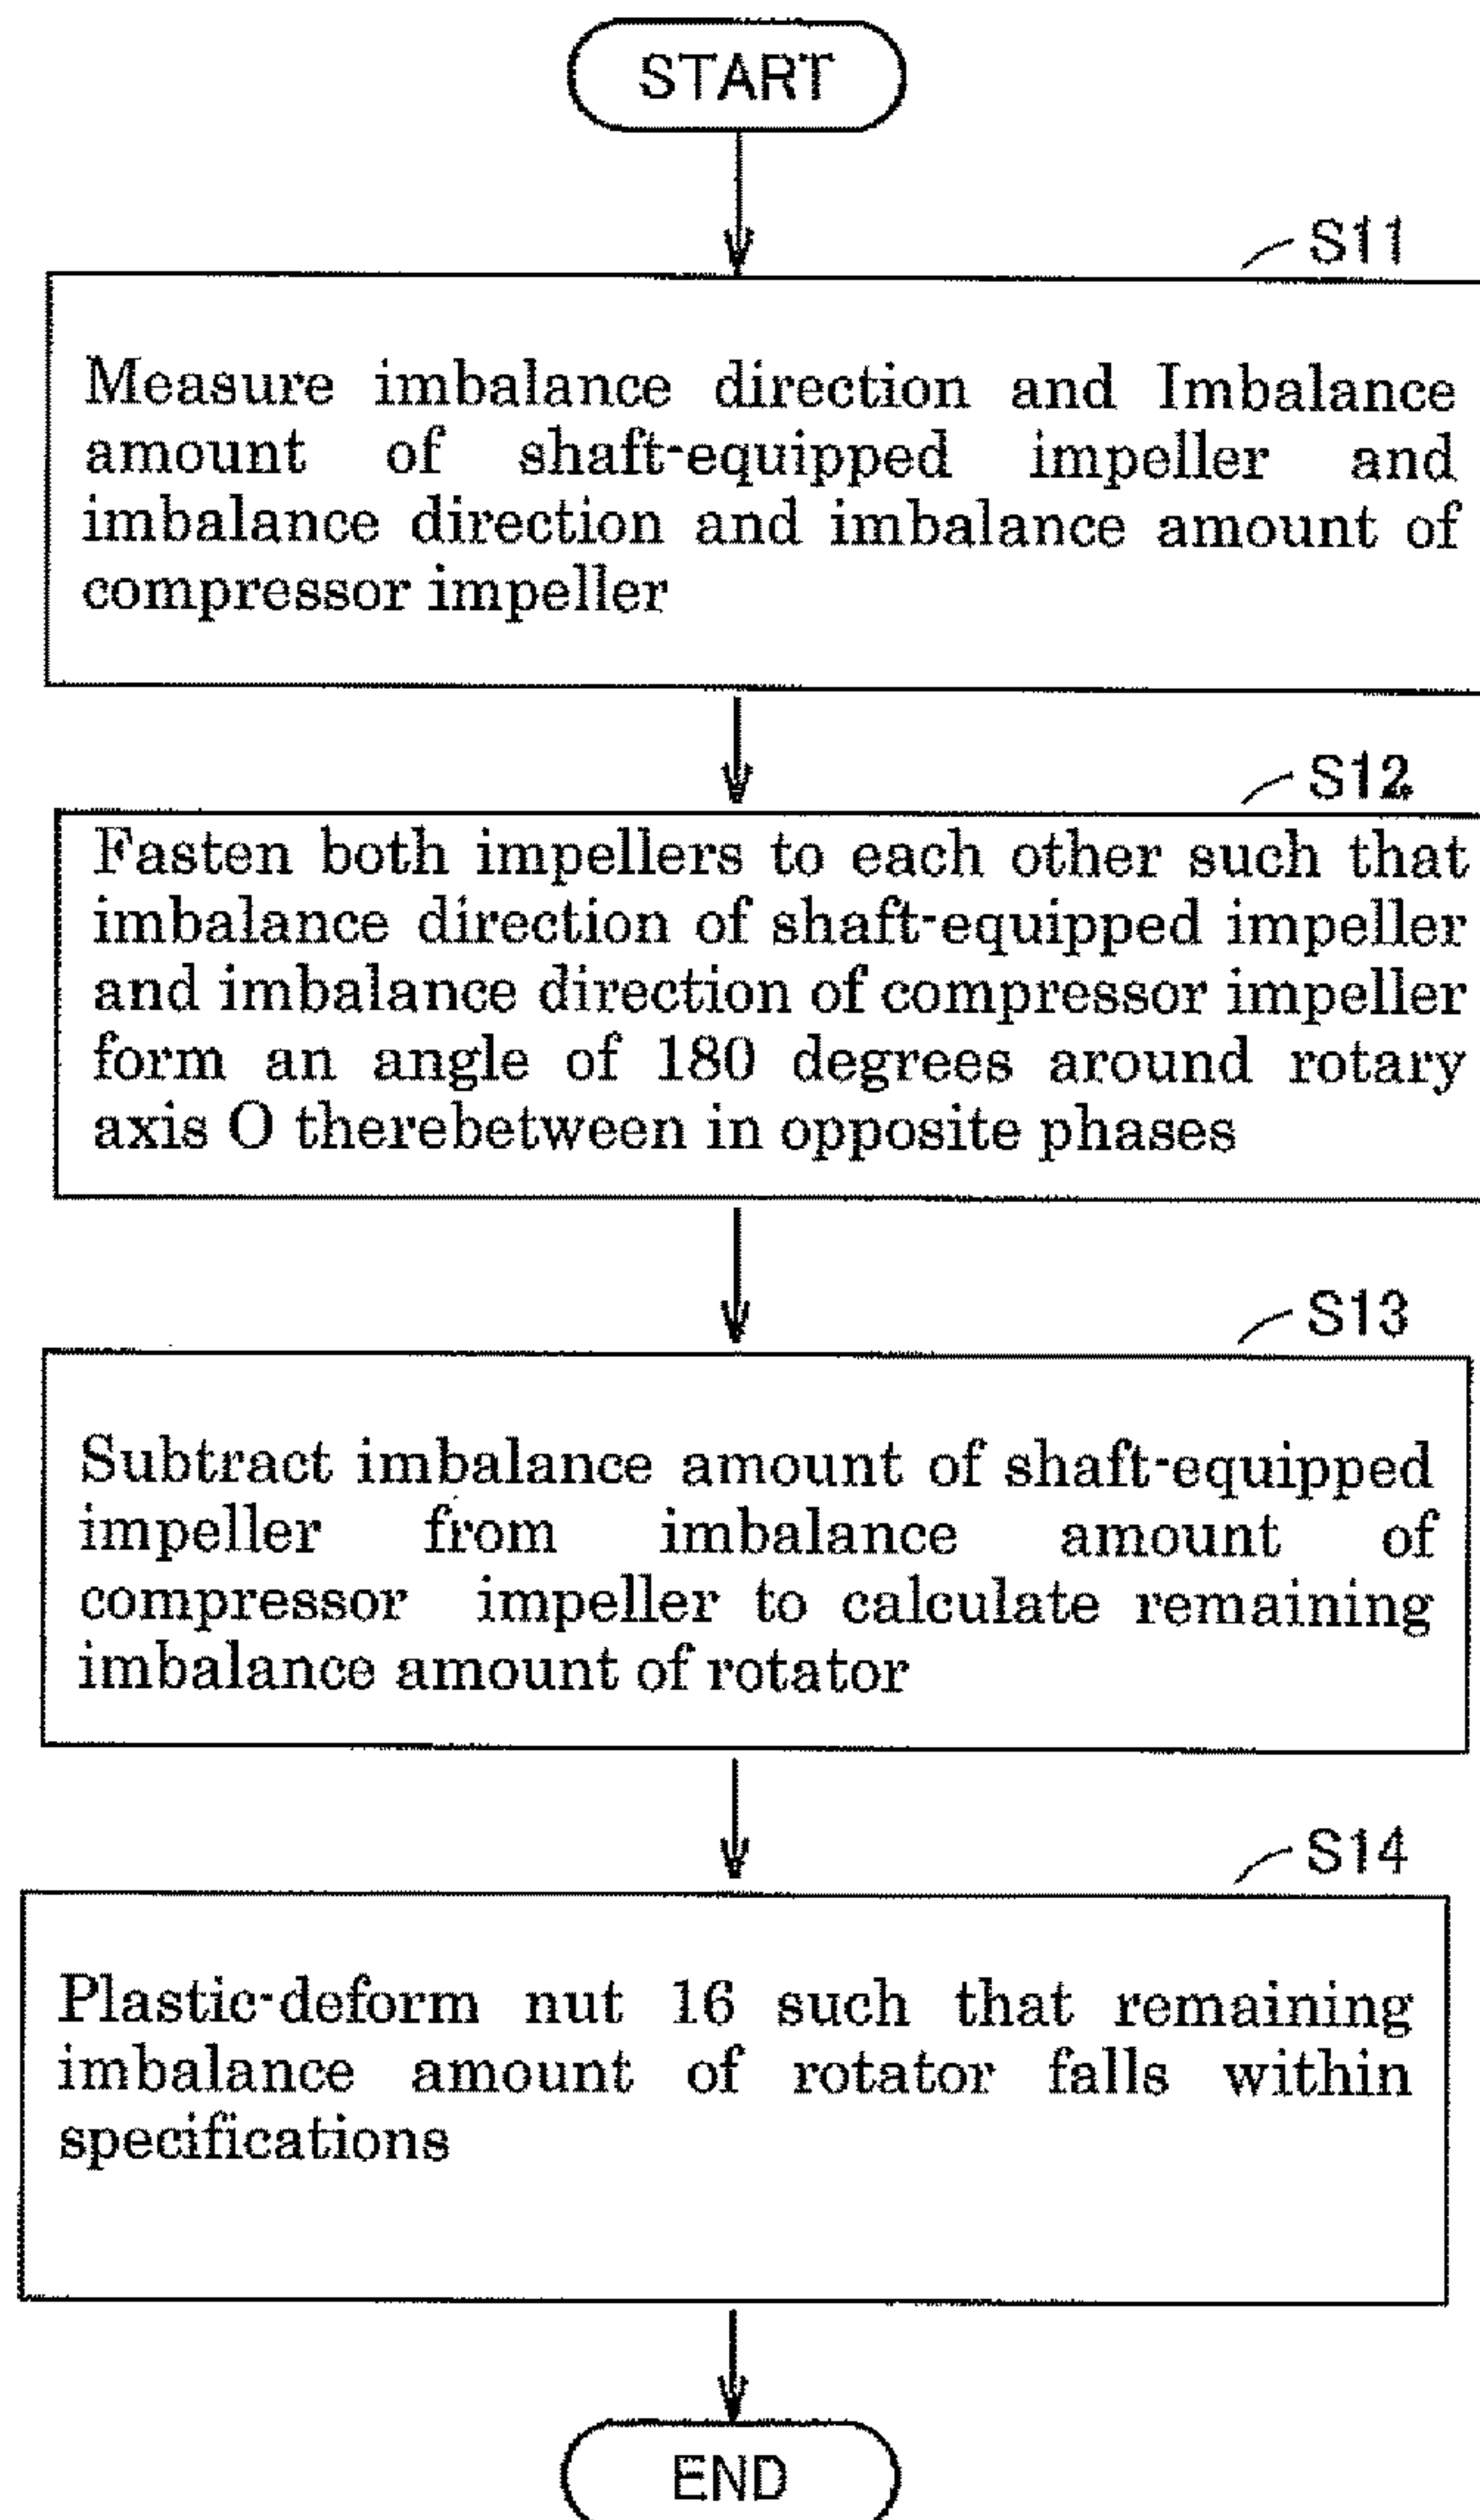 START
S11
Measure imbalance direction and Imbalance
amount of shaft-equipped impeller and
imbalance direction and imbalance amount of
compressor impeller
S12
Fasten both impellers to each other such that
imbalance direction of shaft-equipped impeller
and imbalance direction of compressor impeller
form an angle of 180 degrees around rotary
axis O therebetween in opposite phases
S13
Subtract imbalance amount of shaft-equipped
impeller from imbalance amount of
compressor impeller to calculate remaining
imbalance amount of rotator
S14
Plastic-deform nut 16 such that remaining
imbalance amount of rotator falls within
specifications
END